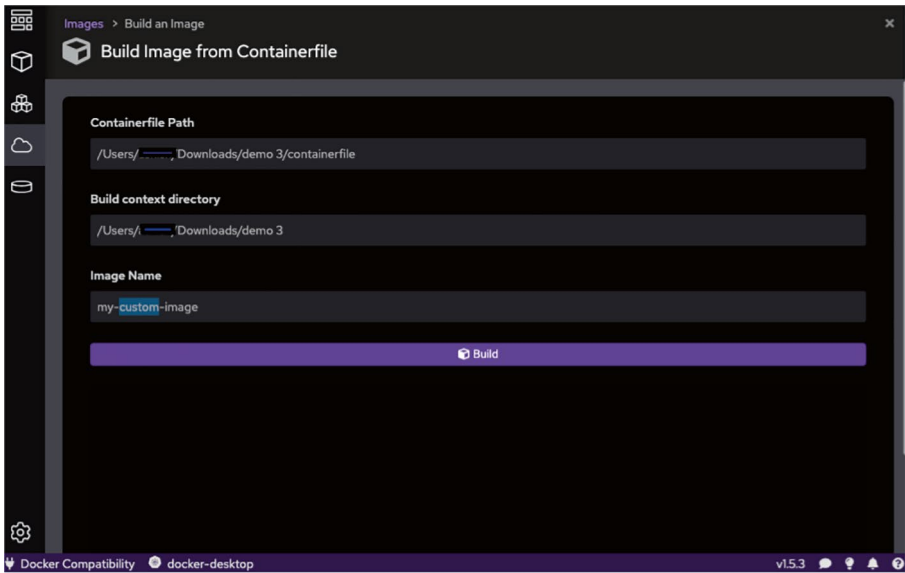 Images > Build an Image
Build Image from Containerfile
Containerfile Path
/Users/ /Downloads/demo 3/containerfile
Build context directory
/Users/ /Downloads/demo 3
Image Name
my-custom-image
Build
Docker Compatibility docker-desktop v1.5.3